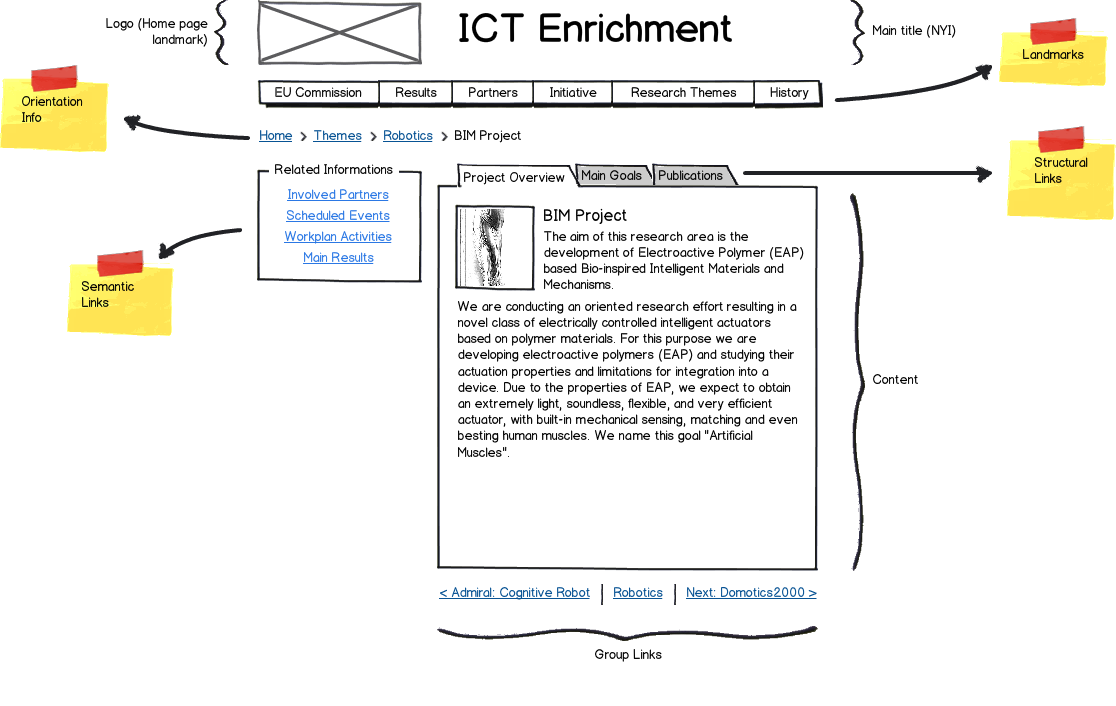 Logo (Home page
landmark)
ICT Enrichment
Main title (NYI)
Landmarks
Orientation
Info
EU Commission
Results
Partners
Initiative
Research Themes
History
Home > Themes > Robotics > BIM Project
Structural
Links
Related Informations
Involved Partners
Scheduled Events
Workplan Activities
Main Results
Semantic
Links
Project Overview
Main Goals
Publications
BIM Project
The aim of this research area is the
development of Electroactive Polymer (EAP)
based Bio-inspired Intelligent Materials and
Mechanisms.
We are conducting an oriented research effort resulting in a
novel class of electrically controlled intelligent actuators
based on polymer materials. For this purpose we are
developing electroactive polymers (EAP) and studying their
actuation properties and limitations for integration into a
device. Due to the properties of EAP, we expect to obtain
an extremely light, soundless, flexible, and very efficient
actuator, with built-in mechanical sensing, matching and even
besting human muscles. We name this goal "Artificial
Muscles".
Content
< Admiral: Cognitive Robot | Robotics | Next: Domotics2000 >
Group Links